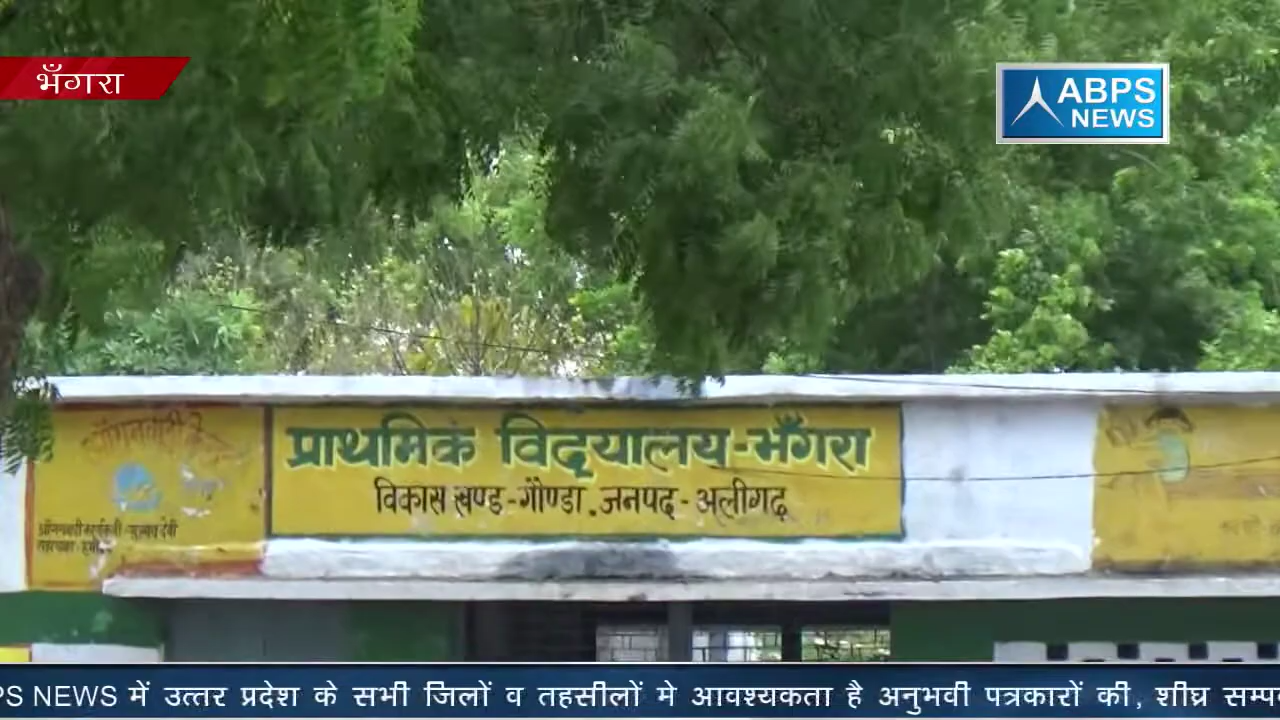 भँगरा
ABPS
NEWS
आँगनबाड़ी के
प्राथमिक विद्यालय-भँगरा
विकास खण्ड-गौण्डा. जनपद-अलीगढ़
देवी
PS NEWS में उत्तर प्रदेश के सभी जिलों व तहसीलों मे आवश्यकता है अनुभवी पत्रकारों की, शीघ्र सम्प